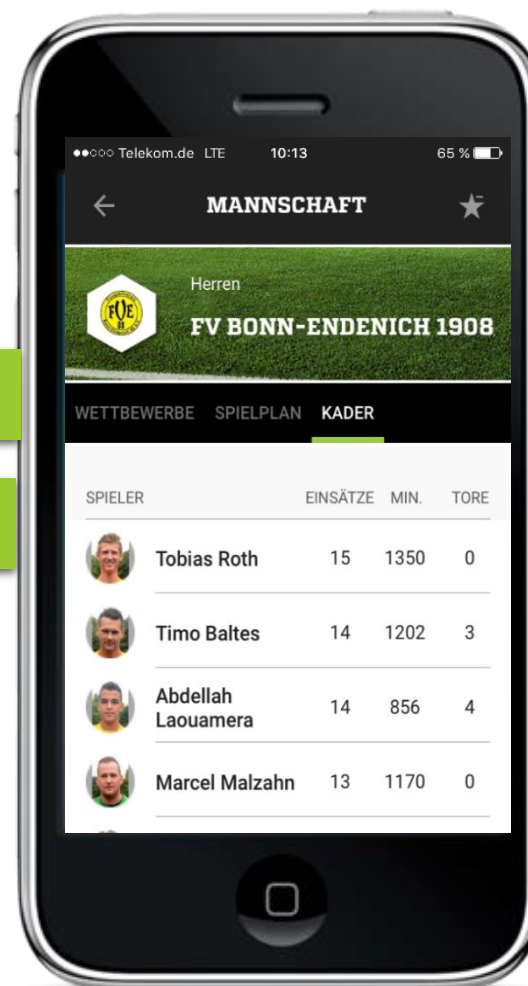 Telekom.de LTE 10:13 65 %
MANNSCHAFT
Herren
FV BONN-ENDENICH 1908
FVE
WETTBEWERBE SPIELPLAN KADER
SPIELER EINSÄTZE MIN. TORE
Tobias Roth 15 1350 0
Timo Baltes 14 1202 3
Abdellah
Laouamera 14 856 4
Marcel Malzahn 13 1170 0